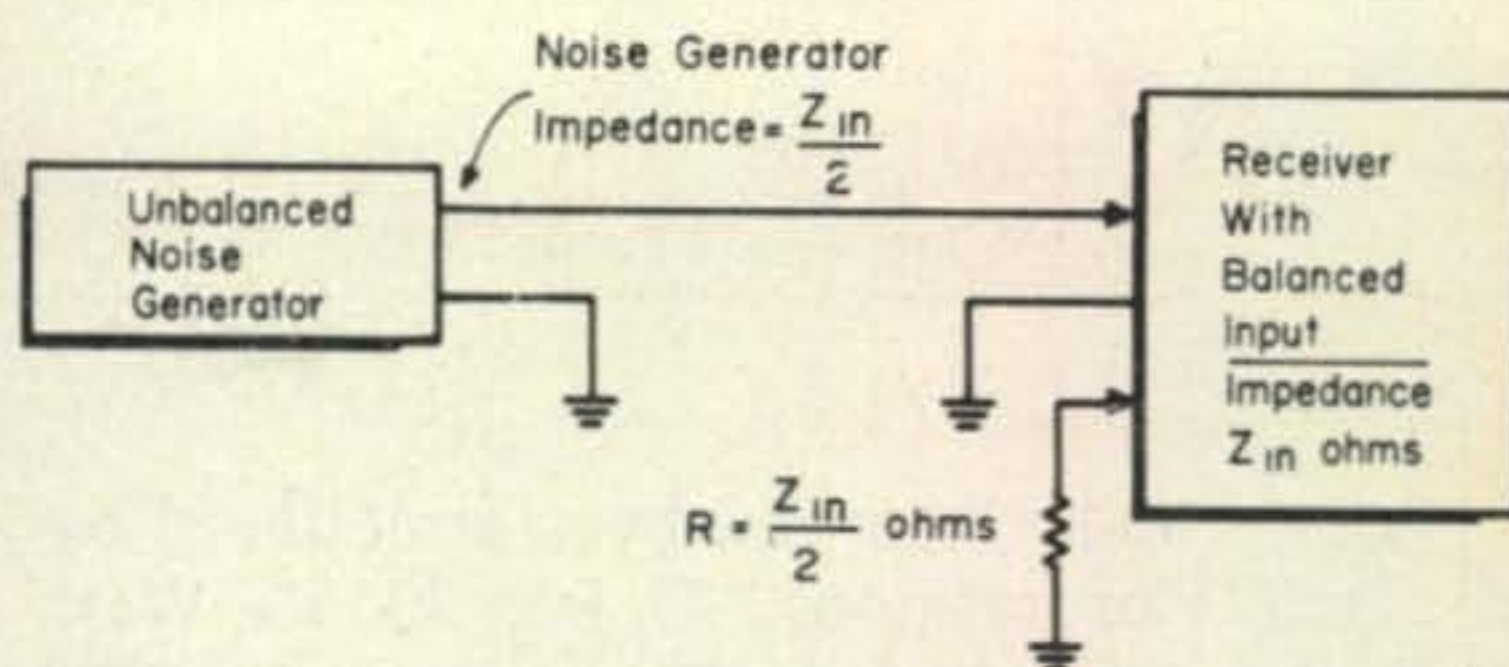 Noise Generator
Impedance = Z in / 2
Unbalanced
Noise
Generator
Receiver
With
Balanced
Input
Impedance
Z in ohms
R = Z in / 2 ohms